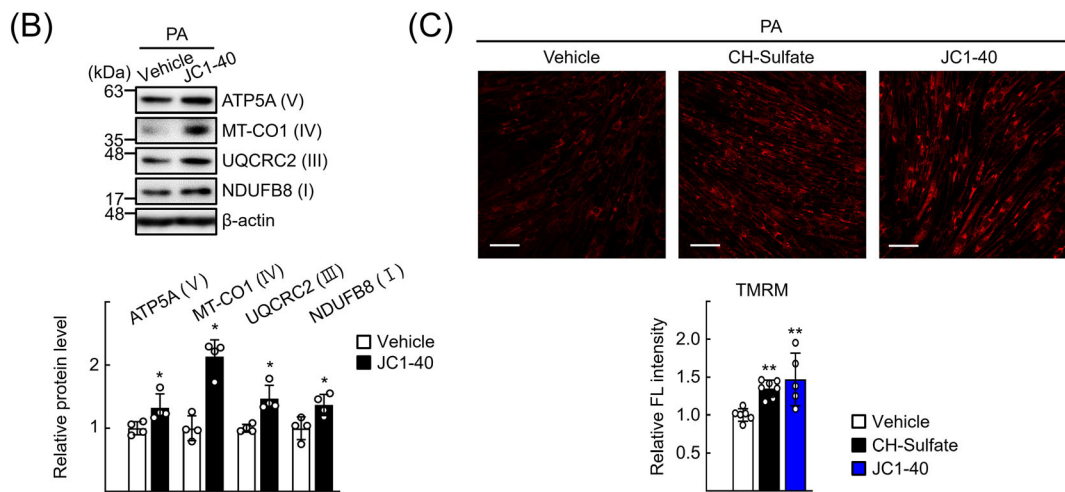 (B)
PA
(kDa) Vehicle JC1-40
63
ATP5A (V)
MT-CO1 (IV)
35
48
UQCRC2 (III)
NDUFB8 (I)
17
48
β-actin
ATP5A (V) MT-CO1 (IV) UQCRC2 (III) NDUFB8 (I)
Relative protein level
2
1
* * * *
Vehicle
JC1-40
(C)
PA
Vehicle CH-Sulfate JC1-40
TMRM
Relative FL intensity
2.0
1.5
1.0
0.5
** **
Vehicle
CH-Sulfate
JC1-40